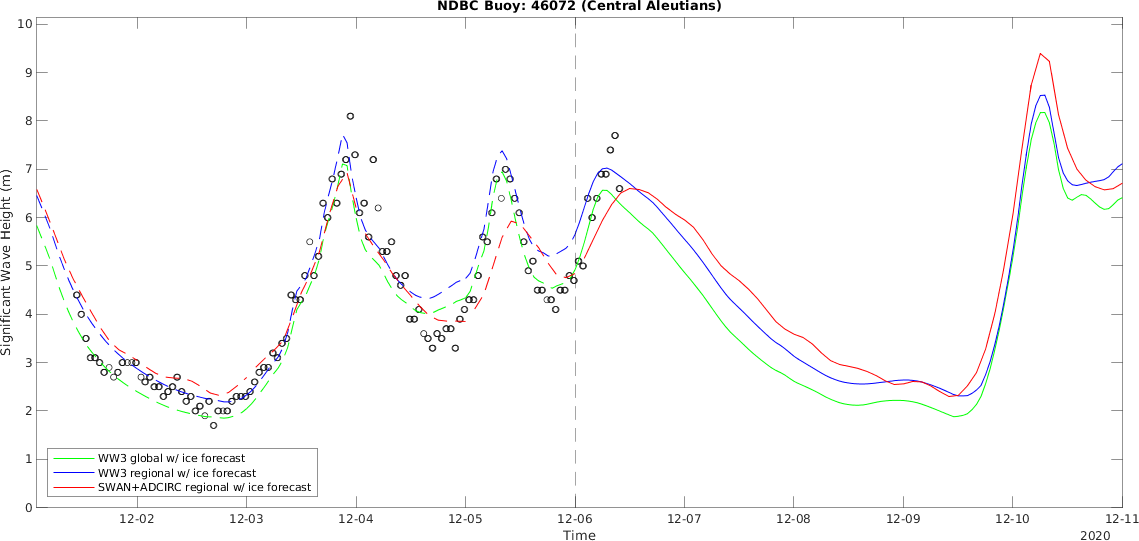 NDBC Buoy: 46072 (Central Aleutians)
Significant Wave Height (m)
10
9
8
7
6
5
4
3
2
1
0
WW3 global w/ ice forecast
WW3 regional w/ ice forecast
SWAN+ADCIRC regional w/ ice forecast
12-02 12-03 12-04 12-05 12-06 12-07 12-08 12-09 12-10 12-11
Time
2020